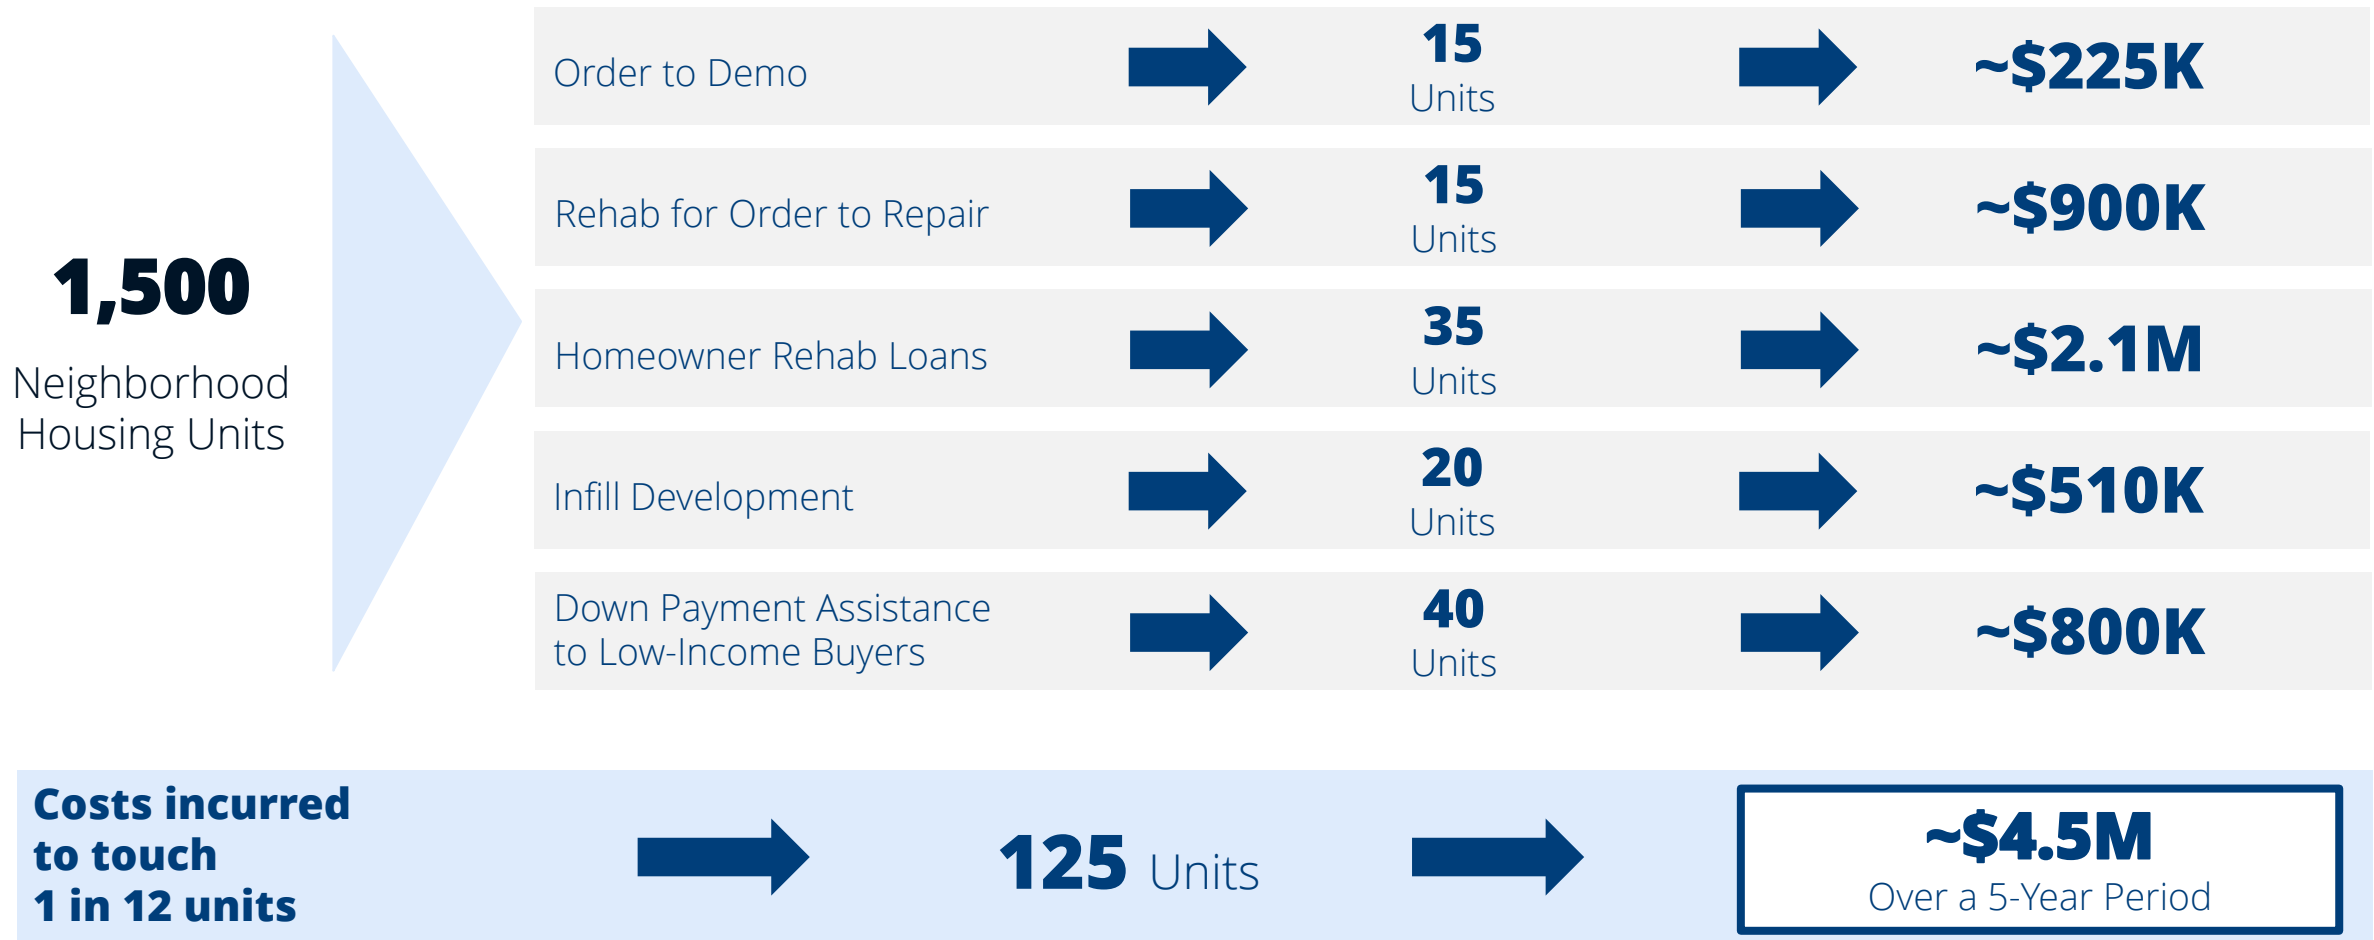 1,500
Neighborhood
Housing Units
Order to Demo
15
Units
~$225K
Rehab for Order to Repair
15
Units
~$900K
Homeowner Rehab Loans
35
Units
~$2.1M
Infill Development
20
Units
~$510K
Down Payment Assistance
to Low-Income Buyers
40
Units
~$800K
Costs incurred
to touch
1 in 12 units
125 Units
~$4.5M
Over a 5-Year Period